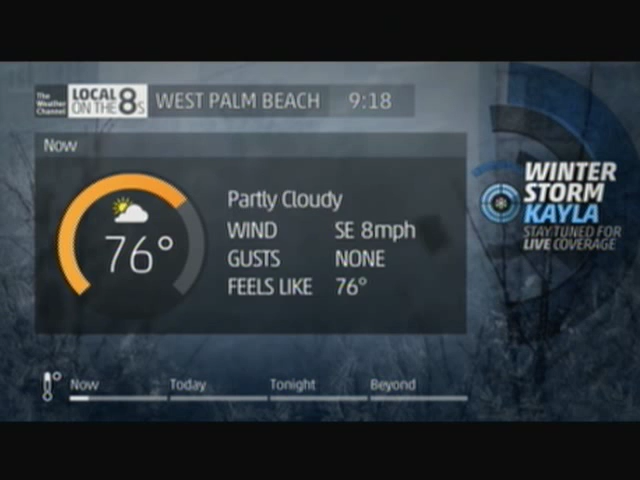 The Weather Channel
LOCAL ON THE 8s
WEST PALM BEACH 9:18
Now
76°
Partly Cloudy
WIND SE 8mph
GUSTS NONE
FEELS LIKE 76°
WINTER
STORM
KAYLA
STAY TUNED FOR
LIVE COVERAGE
Now Today Tonight Beyond